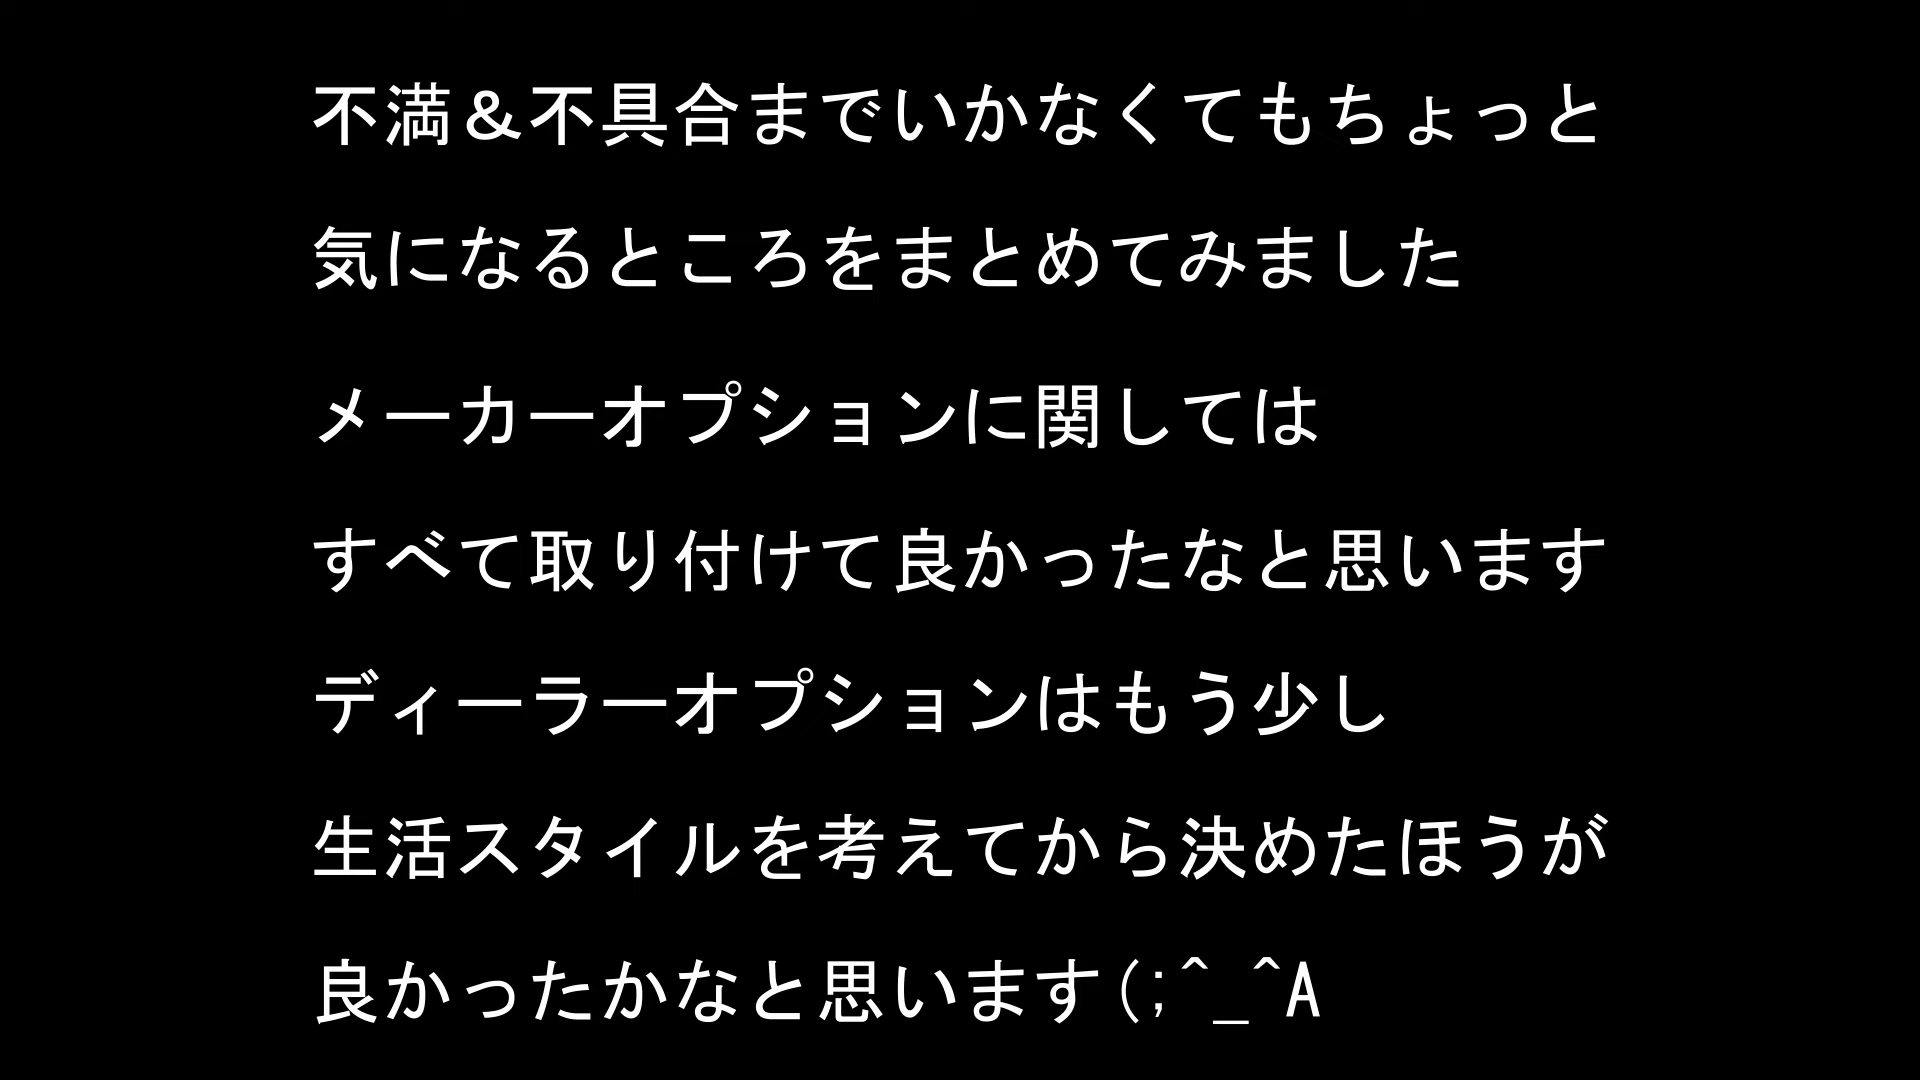 不満＆不具合までいかなくてもちょっと
気になるところをまとめてみました
メーカーオプションに関しては
すべて取り付けて良かったなと思います
ディーラーオプションはもう少し
生活スタイルを考えてから決めたほうが
良かったかなと思います(;^_^A